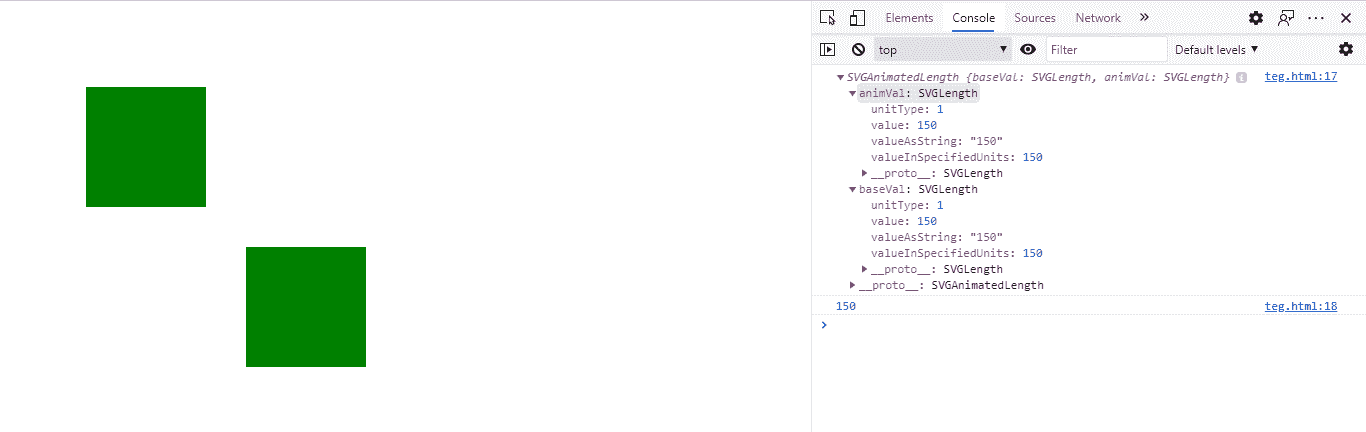 Elements Console Sources Network
top Filter Default levels
SVGAnimatedLength {baseVal: SVGLength, animVal: SVGLength} i teg.html:17
animVal: SVGLength
unitType: 1
value: 150
valueAsString: "150"
valueInSpecifiedUnits: 150
__proto__: SVGLength
baseVal: SVGLength
unitType: 1
value: 150
valueAsString: "150"
valueInSpecifiedUnits: 150
__proto__: SVGLength
__proto__: SVGAnimatedLength
150 teg.html:18